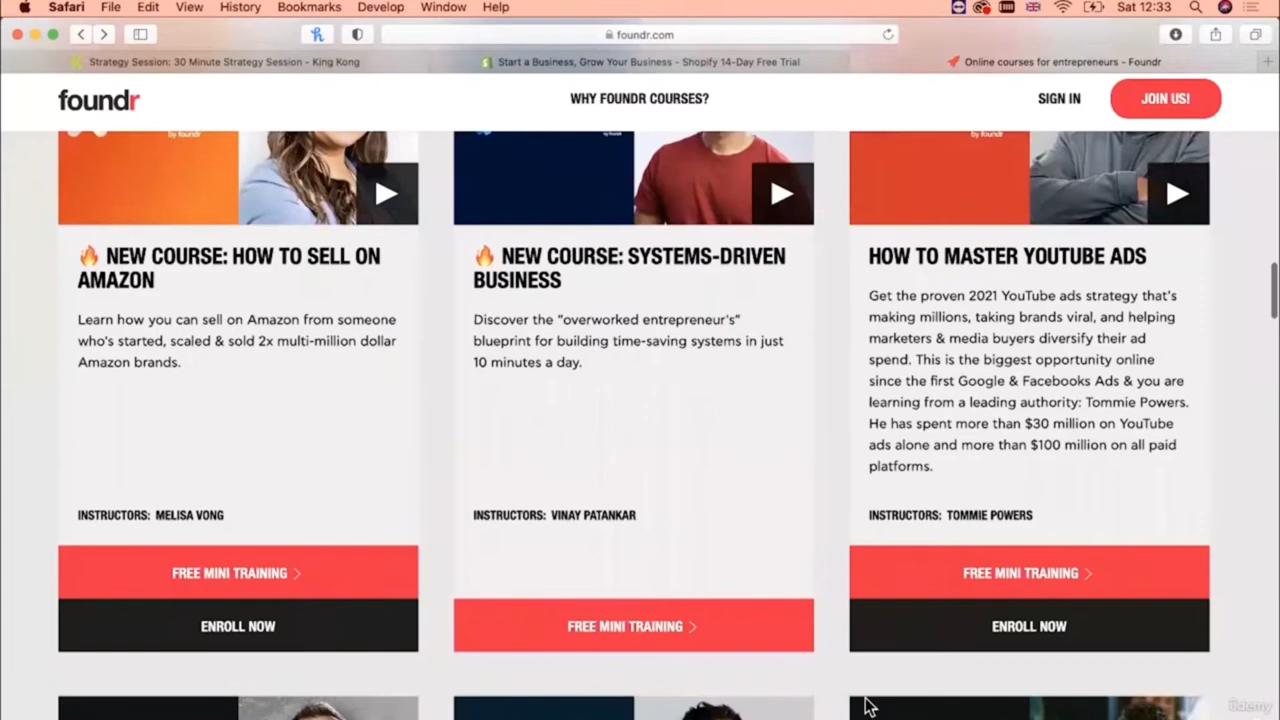 Safari File Edit View History Bookmarks Develop Window Help Sat 12:33
foundr.com
Strategy Session: 30 Minute Strategy Session - King Kong
Start a Business, Grow Your Business - Shopify 14-Day Free Trial
Online courses for entrepreneurs - Foundr
foundr
WHY FOUNDR COURSES?
SIGN IN
JOIN US!
by foundr
🔥 NEW COURSE: HOW TO SELL ON
AMAZON
Learn how you can sell on Amazon from someone
who's started, scaled & sold 2x multi-million dollar
Amazon brands.
INSTRUCTORS: MELISA VONG
FREE MINI TRAINING >
ENROLL NOW
by foundr
🔥 NEW COURSE: SYSTEMS-DRIVEN
BUSINESS
Discover the "overworked entrepreneur's"
blueprint for building time-saving systems in just
10 minutes a day.
INSTRUCTORS: VINAY PATANKAR
FREE MINI TRAINING >
by foundr
HOW TO MASTER YOUTUBE ADS
Get the proven 2021 YouTube ads strategy that's
making millions, taking brands viral, and helping
marketers & media buyers diversify their ad
spend. This is the biggest opportunity online
since the first Google & Facebooks Ads & you are
learning from a leading authority: Tommie Powers.
He has spent more than $30 million on YouTube
ads alone and more than $100 million on all paid
platforms.
INSTRUCTORS: TOMMIE POWERS
FREE MINI TRAINING >
ENROLL NOW
ûdemy